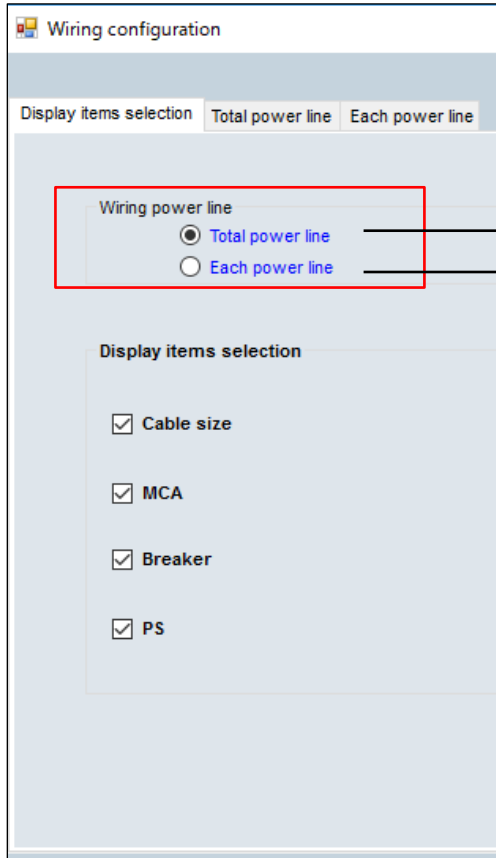 Wiring configuration
Display items selection Total power line Each power line
Wiring power line
Total power line
Each power line
Display items selection
Cable size
MCA
Breaker
PS